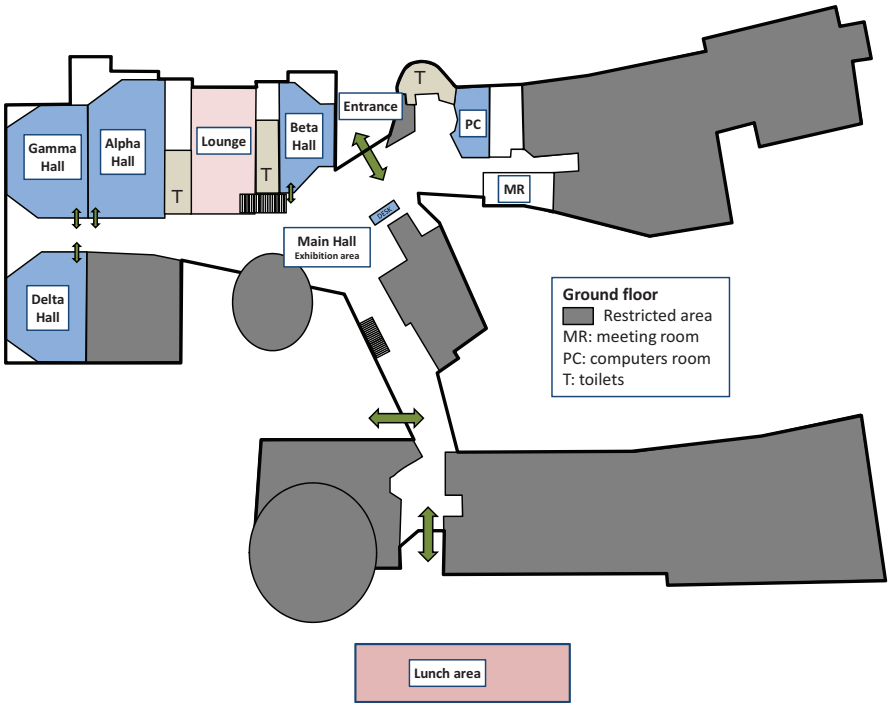 T
Entrance
PC
Gamma
Hall
Alpha
Hall
Lounge
Beta
Hall
T
T
MR
DESK
Main Hall
Exhibition area
Delta
Hall
Ground floor
Restricted area
MR: meeting room
PC: computers room
T: toilets
Lunch area